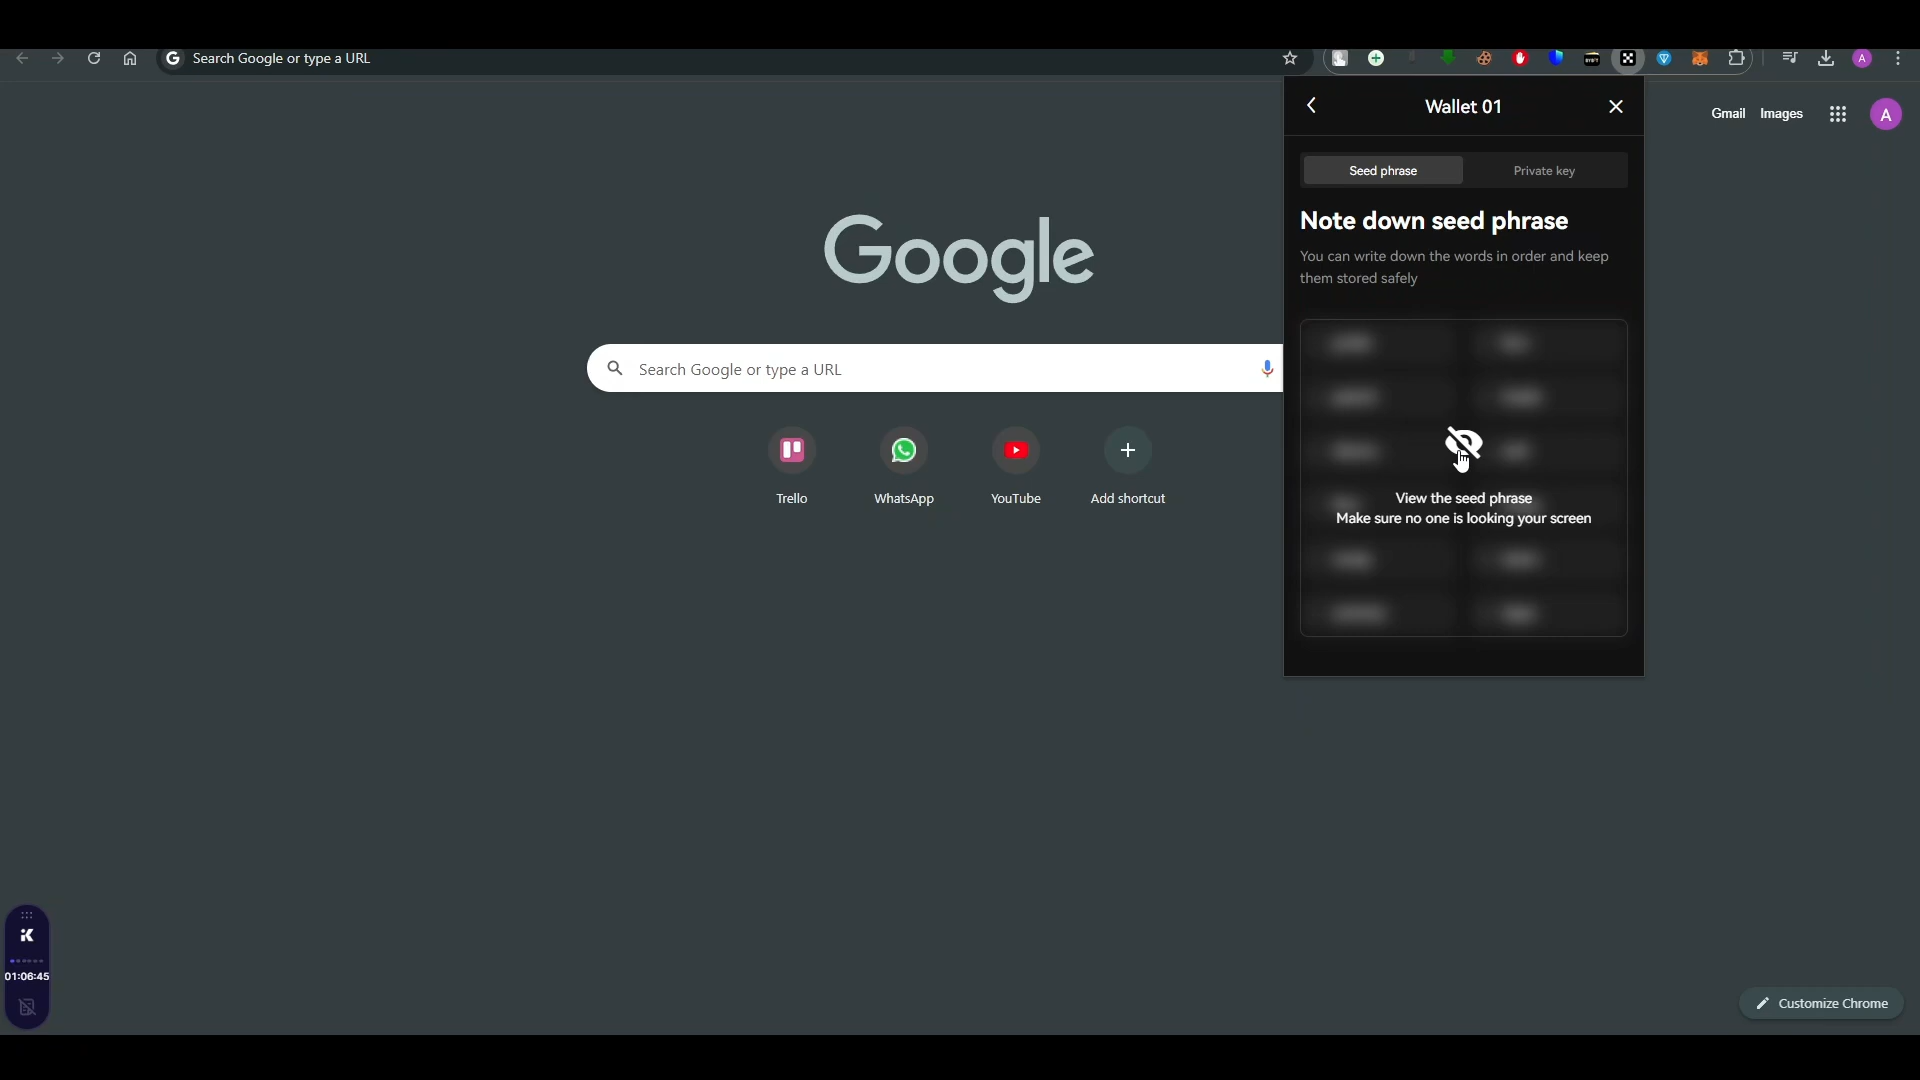 Search Google or type a URL
Gmail Images A
A
Wallet 01
Seed phrase Private key
Note down seed phrase
You can write down the words in order and keep
them stored safely
Google
Search Google or type a URL
View the seed phrase
Make sure no one is looking your screen
Trello WhatsApp YouTube Add shortcut
01:06:45
Customize Chrome